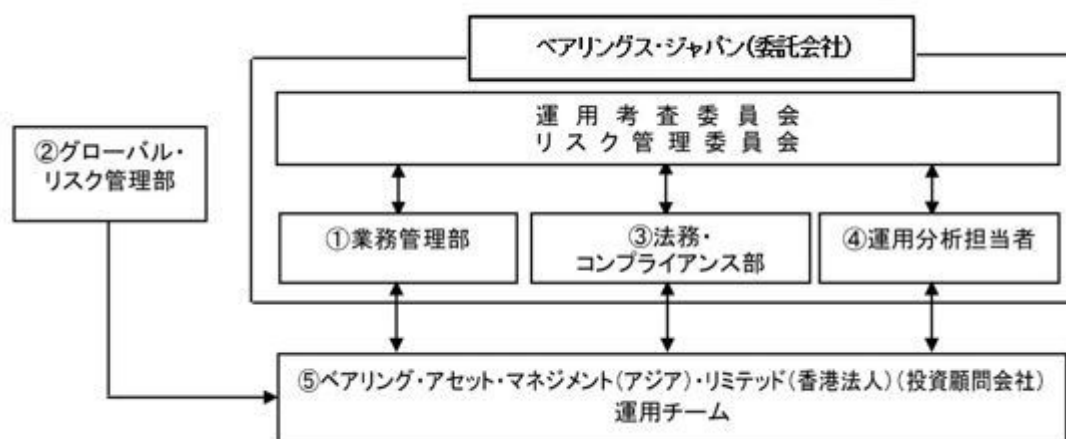 ベアリングス・ジャパン(委託会社)
運用考査委員会
リスク管理委員会
②グローバル・
リスク管理部
①業務管理部
③法務・
コンプライアンス部
④運用分析担当者
⑤ベアリング・アセット・マネジメント(アジア)・リミテッド(香港法人)(投資顧問会社)
運用チーム